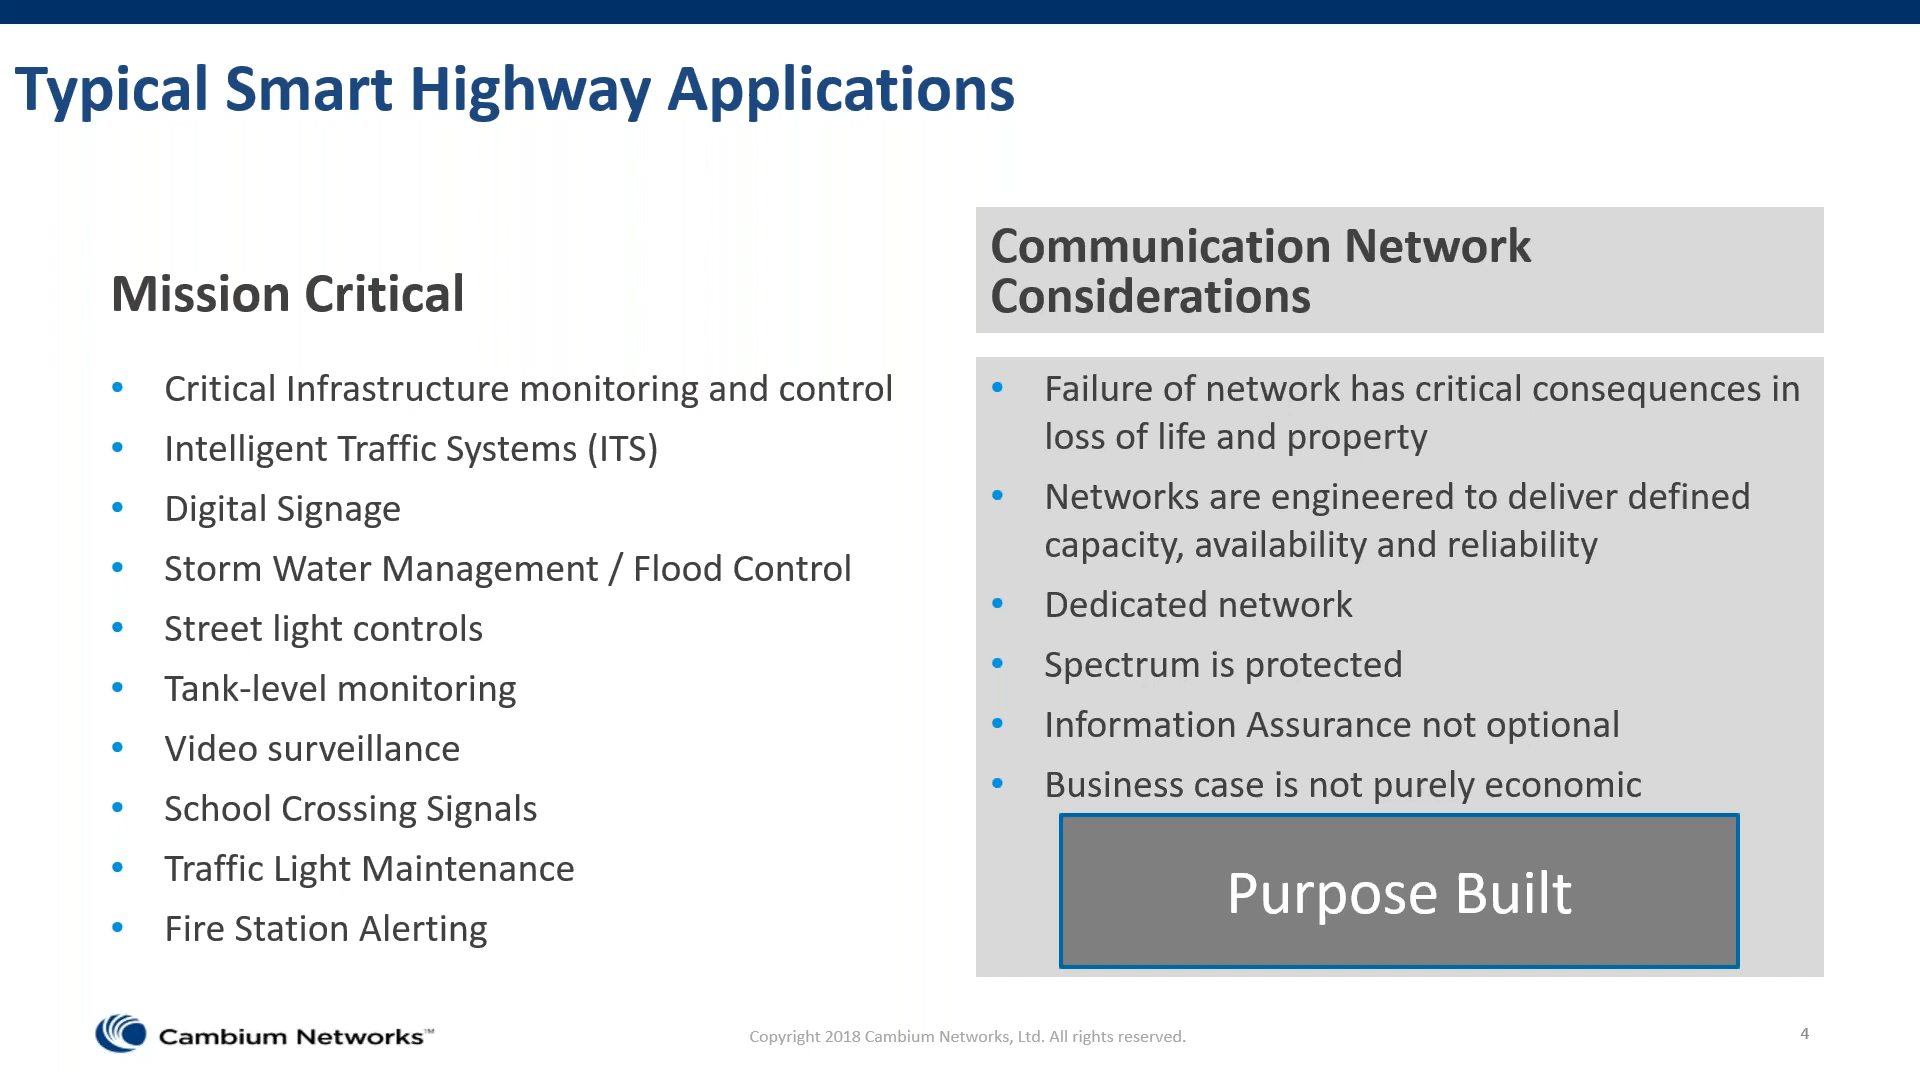 Typical Smart Highway Applications
Mission Critical
• Critical Infrastructure monitoring and control
• Intelligent Traffic Systems (ITS)
• Digital Signage
• Storm Water Management / Flood Control
• Street light controls
• Tank-level monitoring
• Video surveillance
• School Crossing Signals
• Traffic Light Maintenance
• Fire Station Alerting
Communication Network
Considerations
• Failure of network has critical consequences in
loss of life and property
• Networks are engineered to deliver defined
capacity, availability and reliability
• Dedicated network
• Spectrum is protected
• Information Assurance not optional
• Business case is not purely economic
Purpose Built
Cambium Networks™
Copyright 2018 Cambium Networks, Ltd. All rights reserved.
4